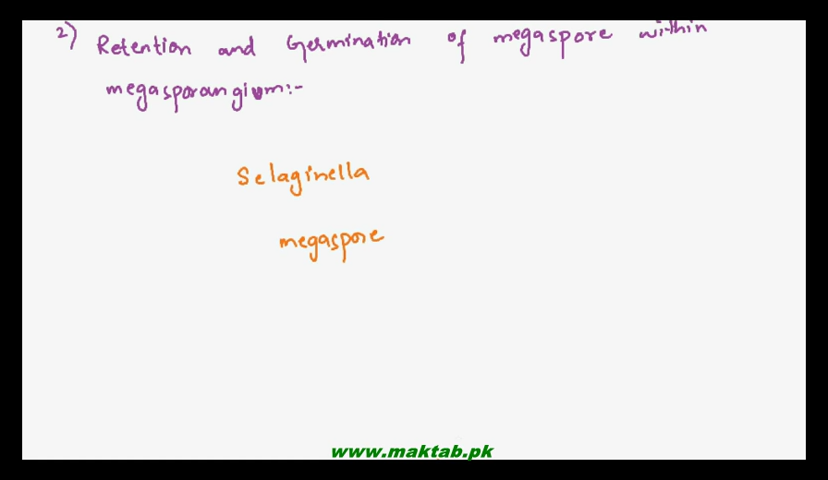 2) Retention and Germination of megaspore within
megasporangium:-
Selaginella
megaspore
www.maktab.pk